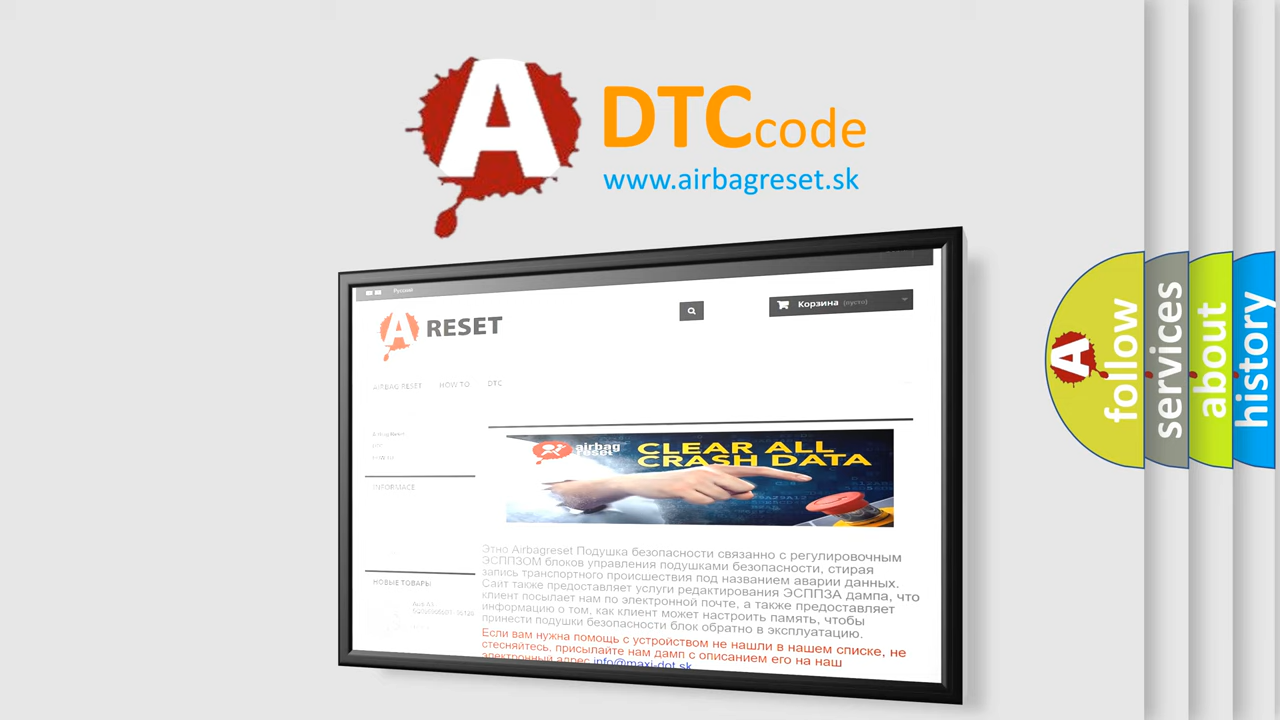 A DTCcode
www.airbagreset.sk
Русский
Корзина (пусто)
A RESET
AIRBAG RESET HOW TO DTC
Airbag Reset
HOW TO
INFORMACE
НОВЫЕ ТОВАРЫ
airbag reset
CLEAR ALL
CRASH DATA
Этно Airbagreset Подушка безопасности связанно с регулировочным
ЭСППЗОМ блоков управления подушками безопасности, стирая
запись транспортного происшествия под названием аварии данных.
Сайт также предоставляет услуги редактирования ЭСППЗА дампа, что
клиент посылает нам по электронной почте, а также предоставляет
информацию о том, как клиент может настроить память, чтобы
принести подушки безопасности блок обратно в эксплуатацию.
Если вам нужна помощь с устройством не нашли в нашем списке, не
стесняйтесь, присылайте нам дамп с описанием его на наш
электронный адрес info@maxi-dot.sk
A follow
services
about
history